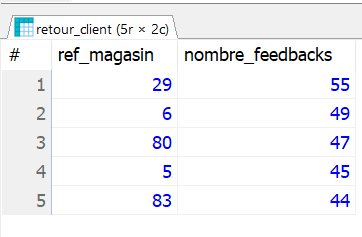 retour_client (5r × 2c)
# ref_magasin nombre_feedbacks
1 29 55
2 6 49
3 80 47
4 5 45
5 83 44